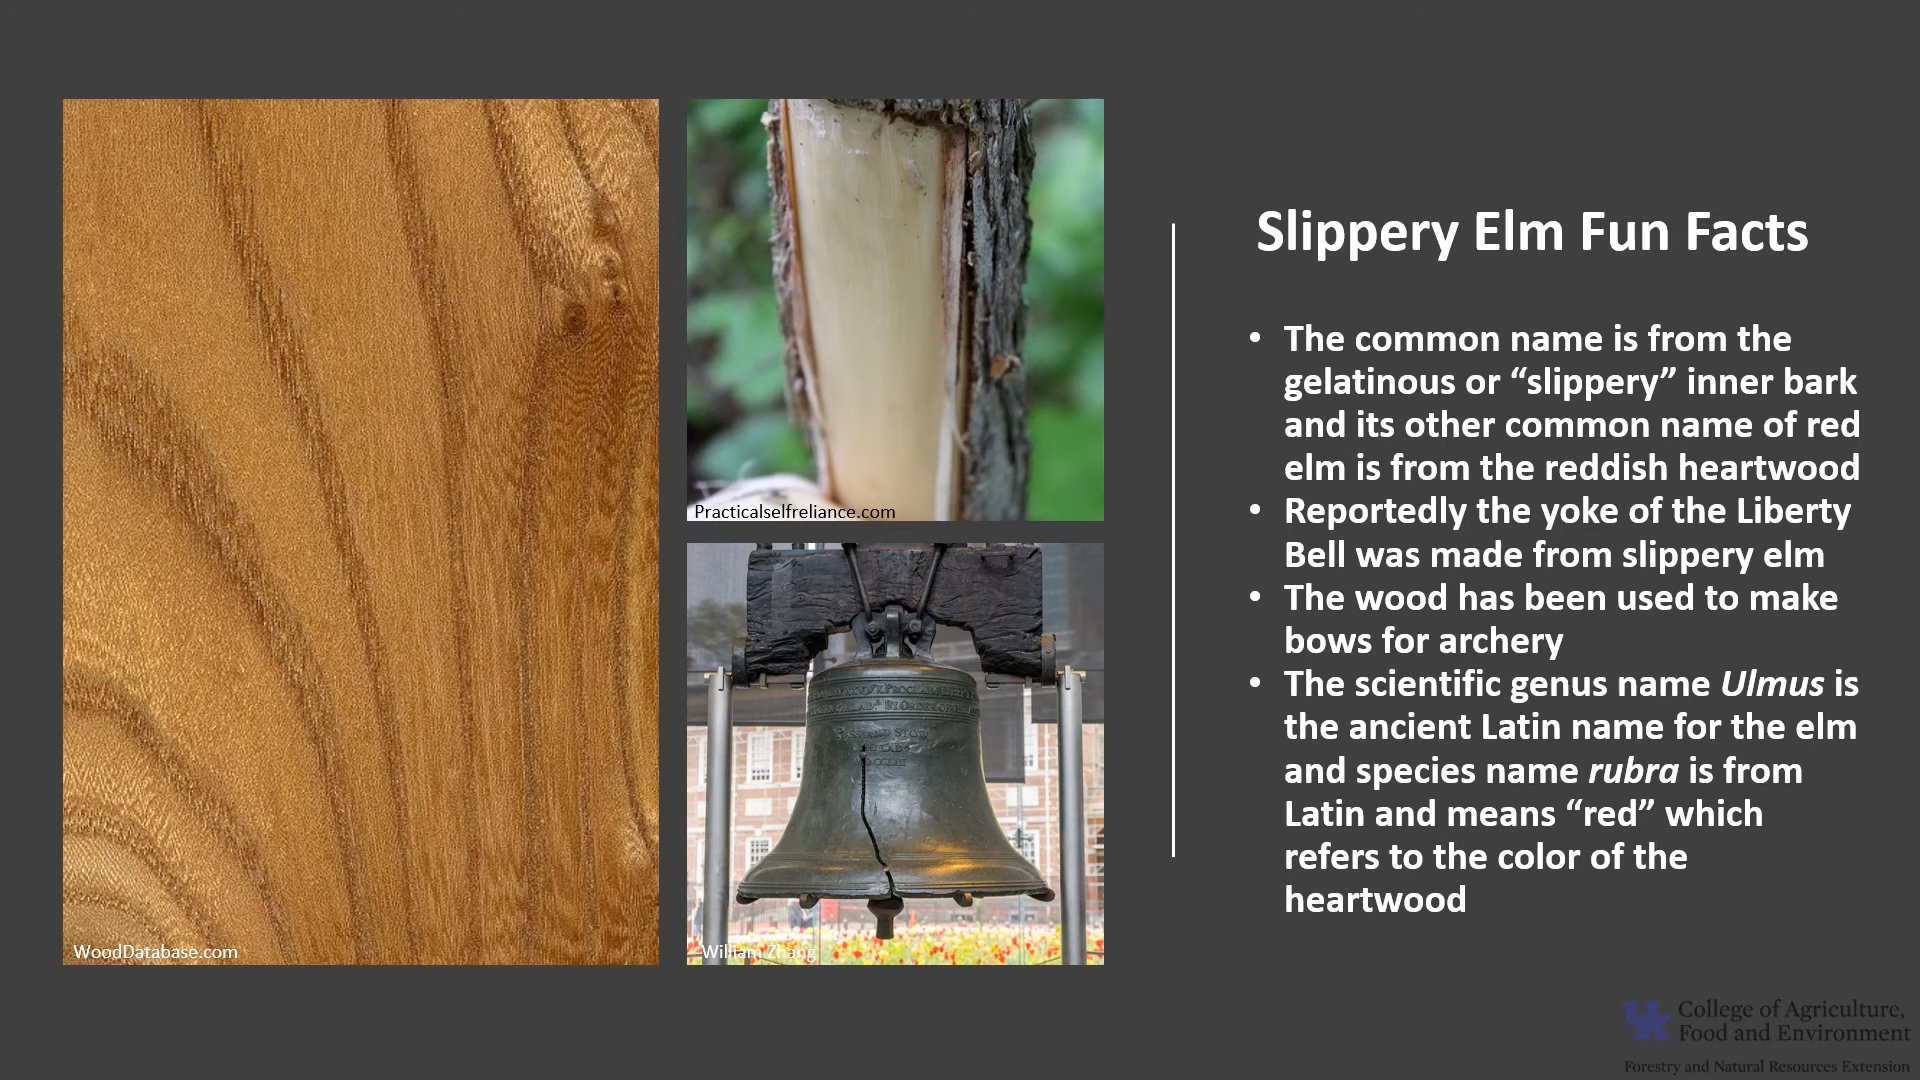 Slippery Elm Fun Facts
• The common name is from the
gelatinous or “slippery” inner bark
and its other common name of red
elm is from the reddish heartwood
• Reportedly the yoke of the Liberty
Bell was made from slippery elm
• The wood has been used to make
bows for archery
• The scientific genus name Ulmus is
the ancient Latin name for the elm
and species name rubra is from
Latin and means “red” which
refers to the color of the
heartwood
WoodDatabase.com
Practicalselfreliance.com
PASS AND STOW
William Zhang
UK College of Agriculture,
Food and Environment
Forestry and Natural Resources Extension